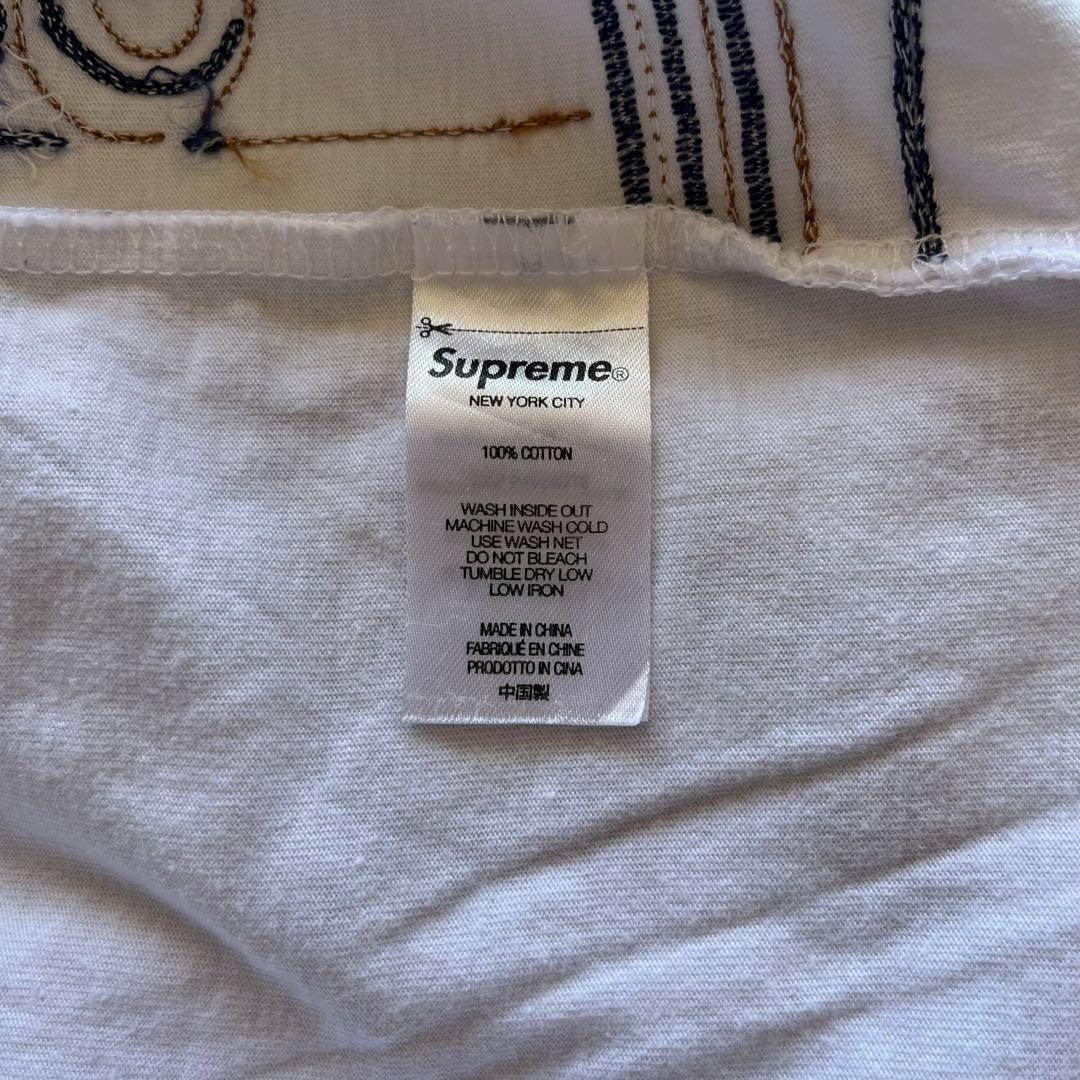 Supreme®
NEW YORK CITY
100% COTTON
WASH INSIDE OUT
MACHINE WASH COLD
USE WASH NET
DO NOT BLEACH
TUMBLE DRY LOW
LOW IRON
MADE IN CHINA
FABRIQUÉ EN CHINE
PRODOTTO IN CINA
中国製